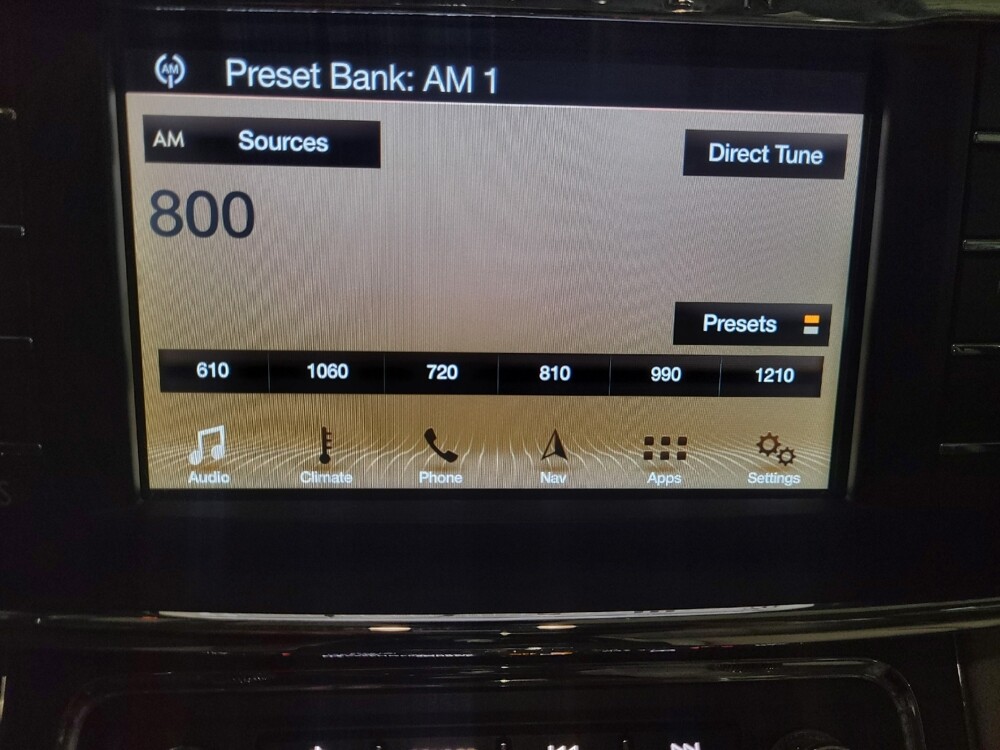 AM Preset Bank: AM 1
AM Sources
Direct Tune
800
Presets
610 1060 720 810 990 1210
Audio Climate Phone Nav Apps Settings